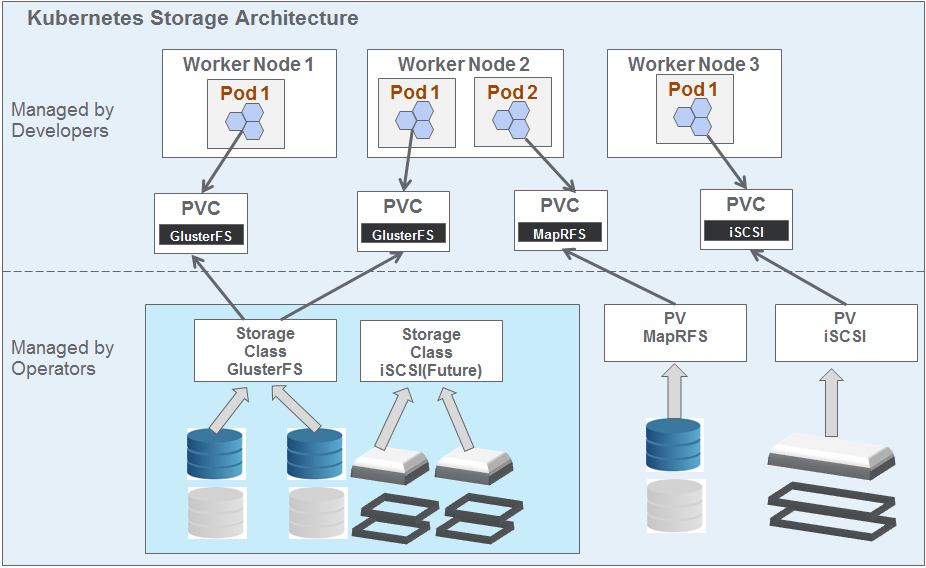 Kubernetes Storage Architecture
Worker Node 1
Worker Node 2
Worker Node 3
Pod 1
Pod 1
Pod 2
Pod 1
Managed by
Developers
PVC
GlusterFS
PVC
GlusterFS
PVC
MapRFS
PVC
iSCSI
Managed by
Operators
Storage
Class
GlusterFS
Storage
Class
iSCSI(Future)
PV
MapRFS
PV
iSCSI